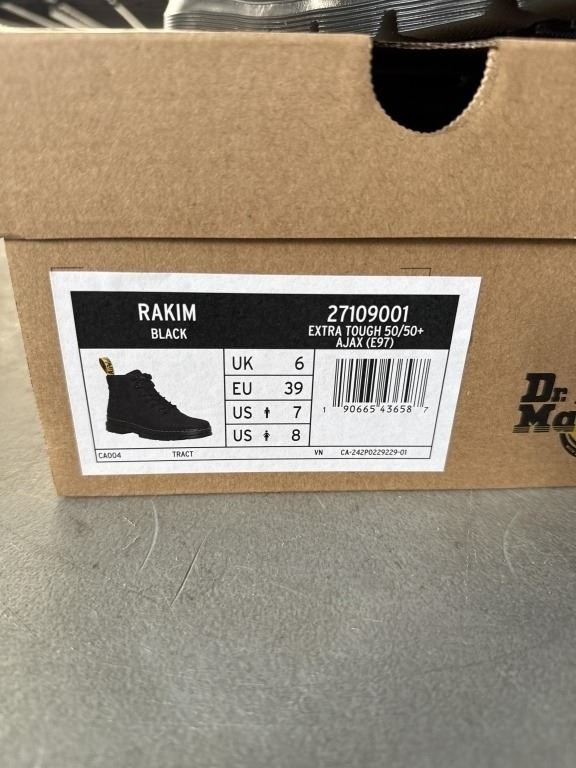 RAKIM
BLACK
27109001
EXTRA TOUGH 50/50+
AJAX (E97)
UK 6
EU 39
US 7
US 8
1 90665 43658 7
CA004 TRACT VN CA-242P0229229-01
Dr.
Ma